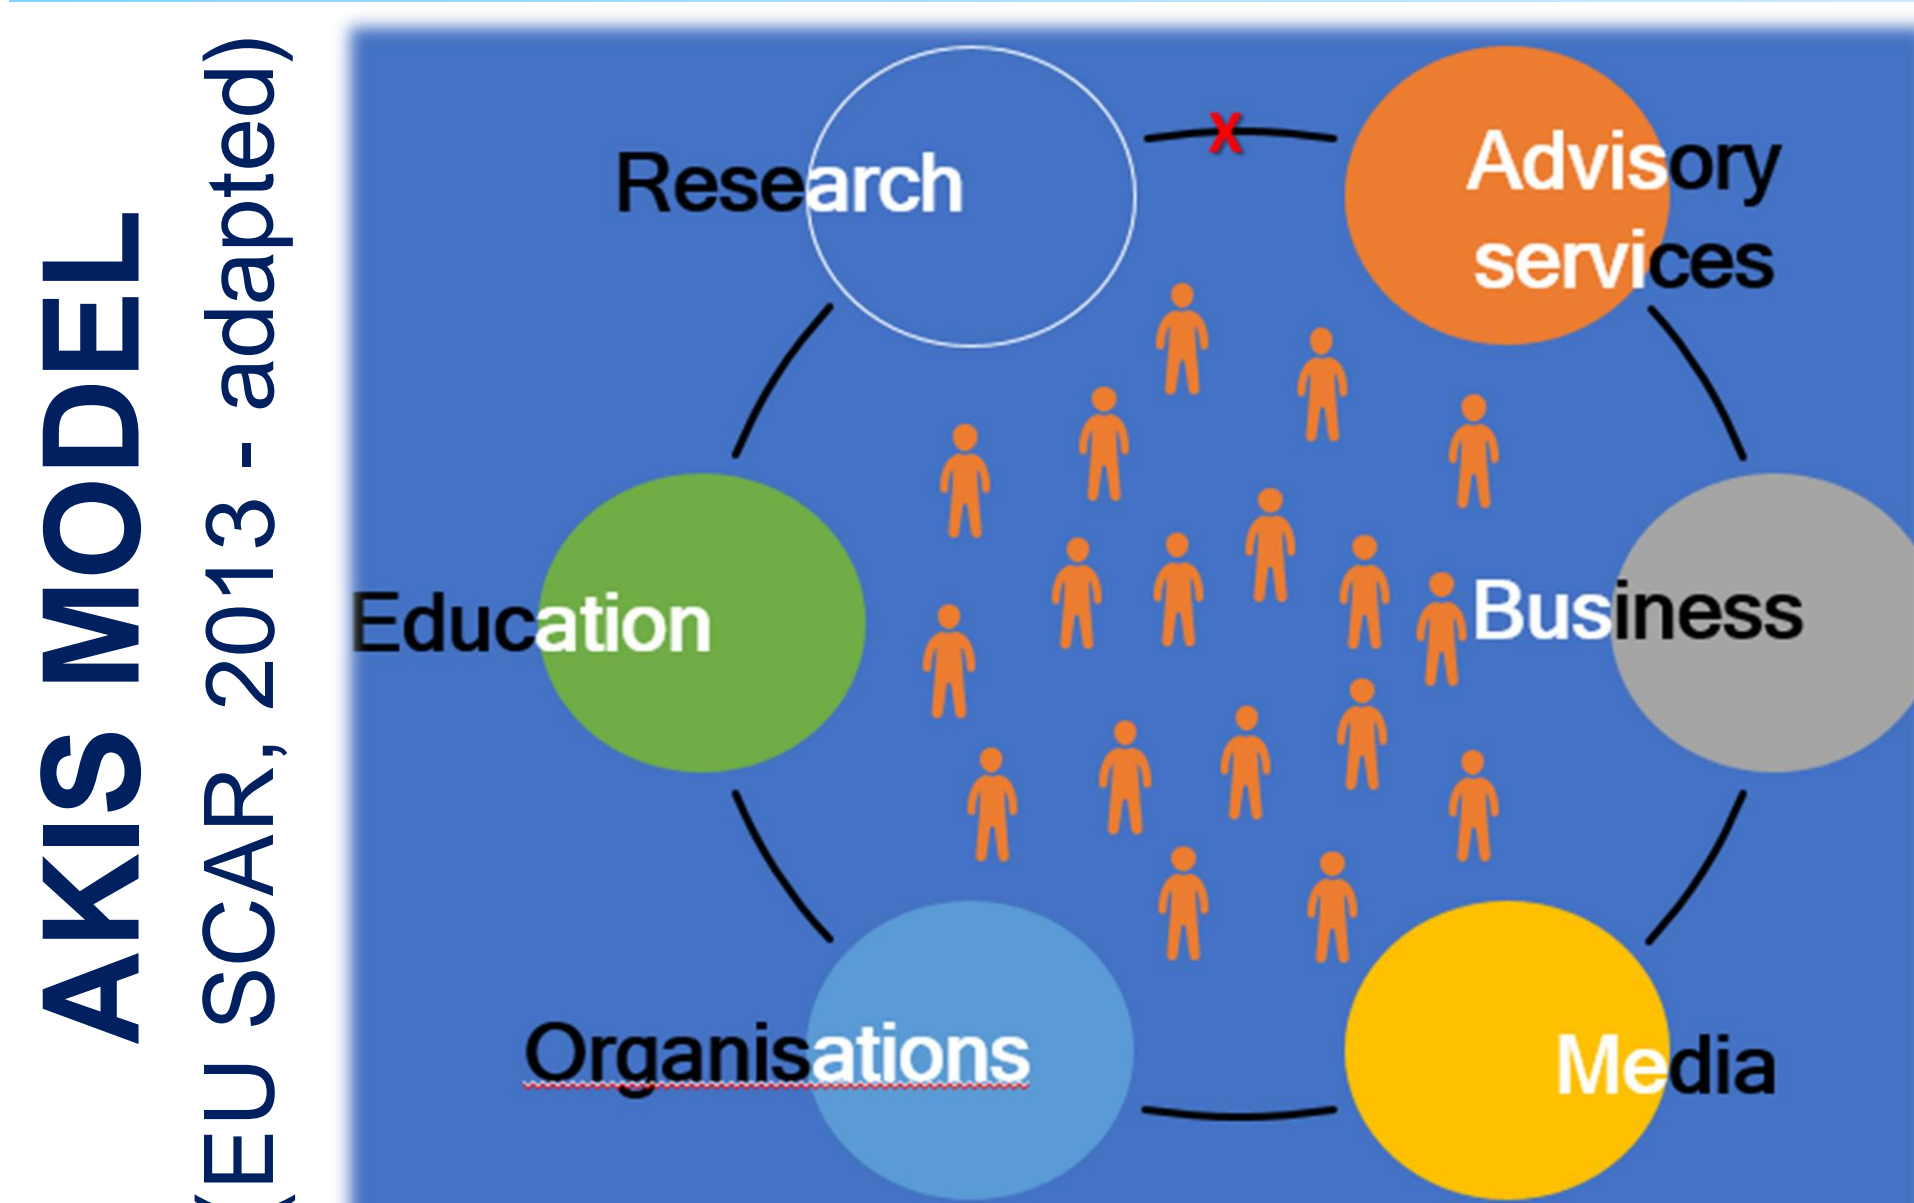 AKIS MODEL
(EU SCAR, 2013 - adapted)
Research
X
Advisory
services
Education
Business
Organisations
Media